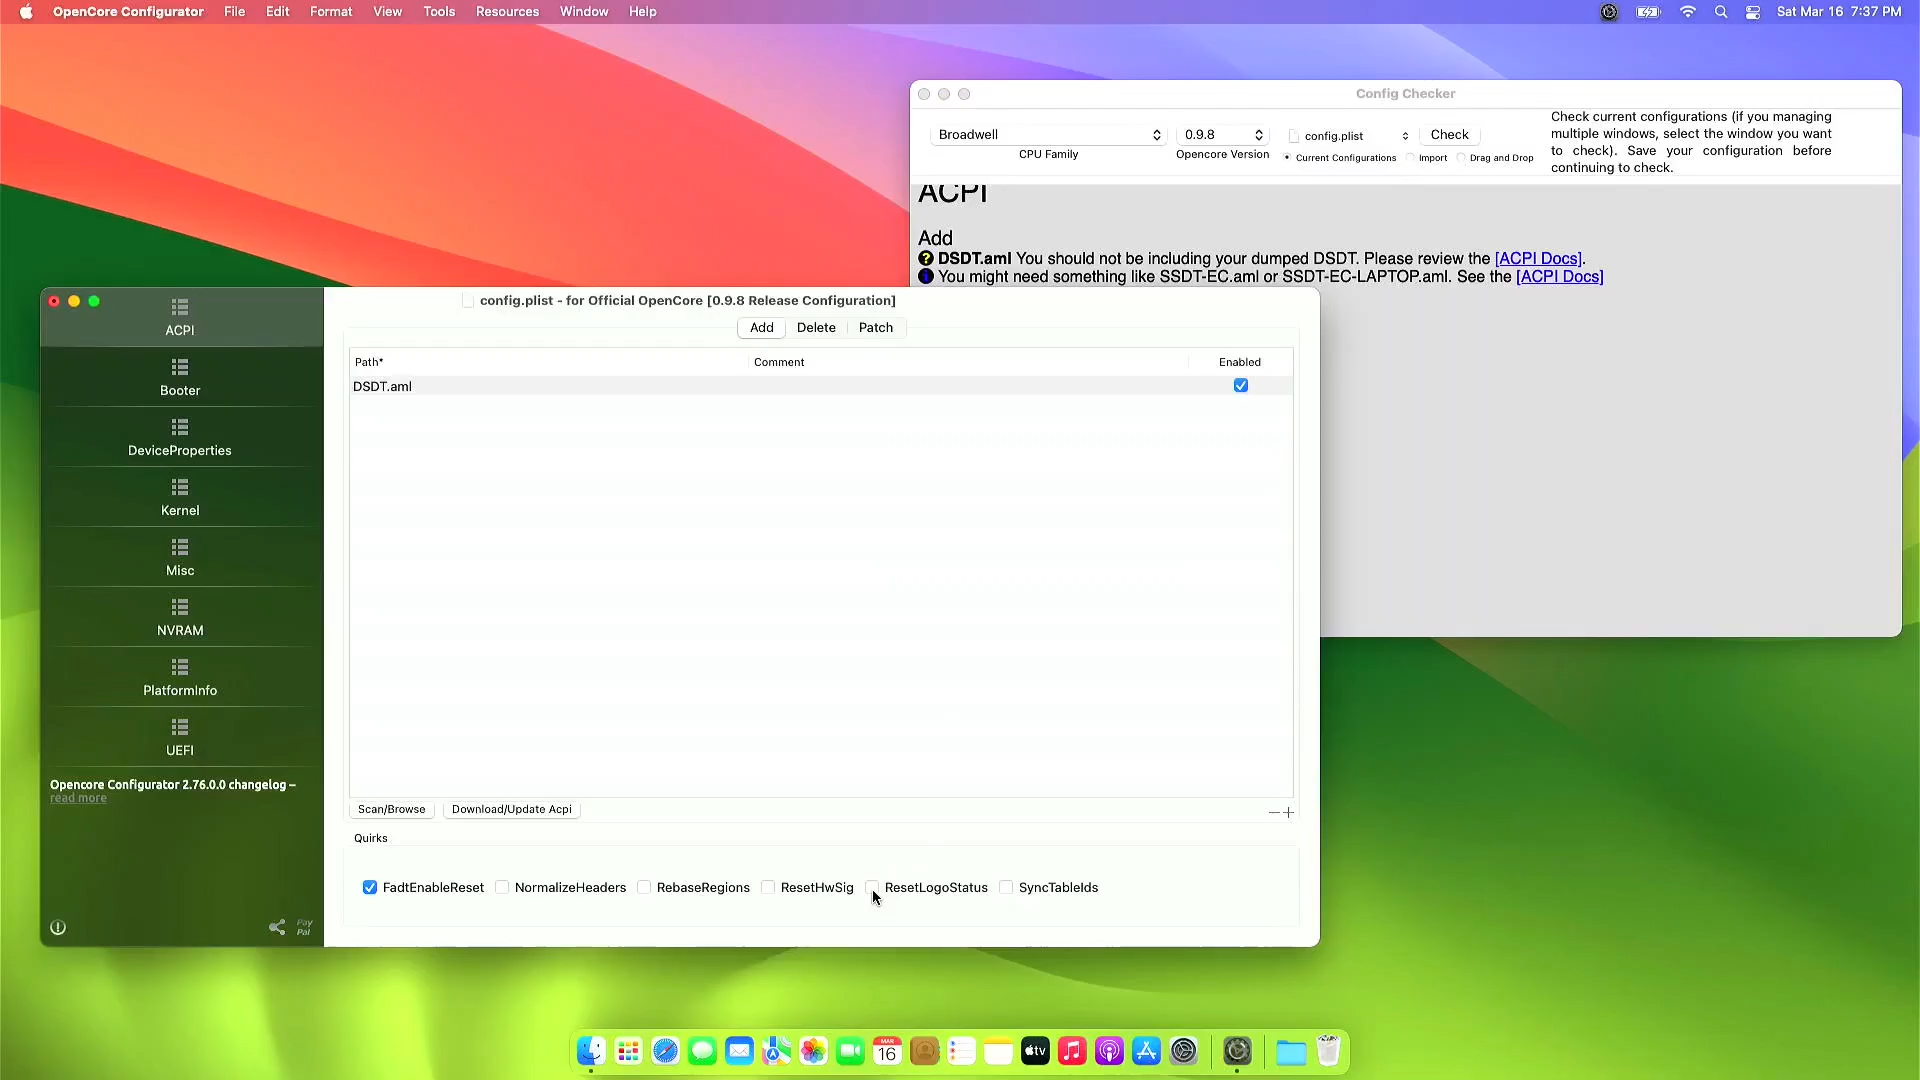 OpenCore Configurator File Edit Format View Tools Resources Window Help Sat Mar 16 7:37 PM
Config Checker
Broadwell 0.9.8 config.plist Check
CPU Family Opencore Version Current Configurations Import Drag and Drop
Check current configurations (if you managing
multiple windows, select the window you want
to check). Save your configuration before
continuing to check.
ACPI
Add
DSDT.aml You should not be including your dumped DSDT. Please review the [ACPI Docs].
You might need something like SSDT-EC.aml or SSDT-EC-LAPTOP.aml. See the [ACPI Docs]
config.plist - for Official OpenCore [0.9.8 Release Configuration]
ACPI
Booter
DeviceProperties
Kernel
Misc
NVRAM
PlatformInfo
UEFI
Opencore Configurator 2.76.0.0 changelog –
read more
Pay
Pal
Add Delete Patch
Path* Comment Enabled
DSDT.aml
Scan/Browse Download/Update Acpi
Quirks
FadtEnableReset NormalizeHeaders RebaseRegions ResetHwSig ResetLogoStatus SyncTableIds
MAR
16
tv